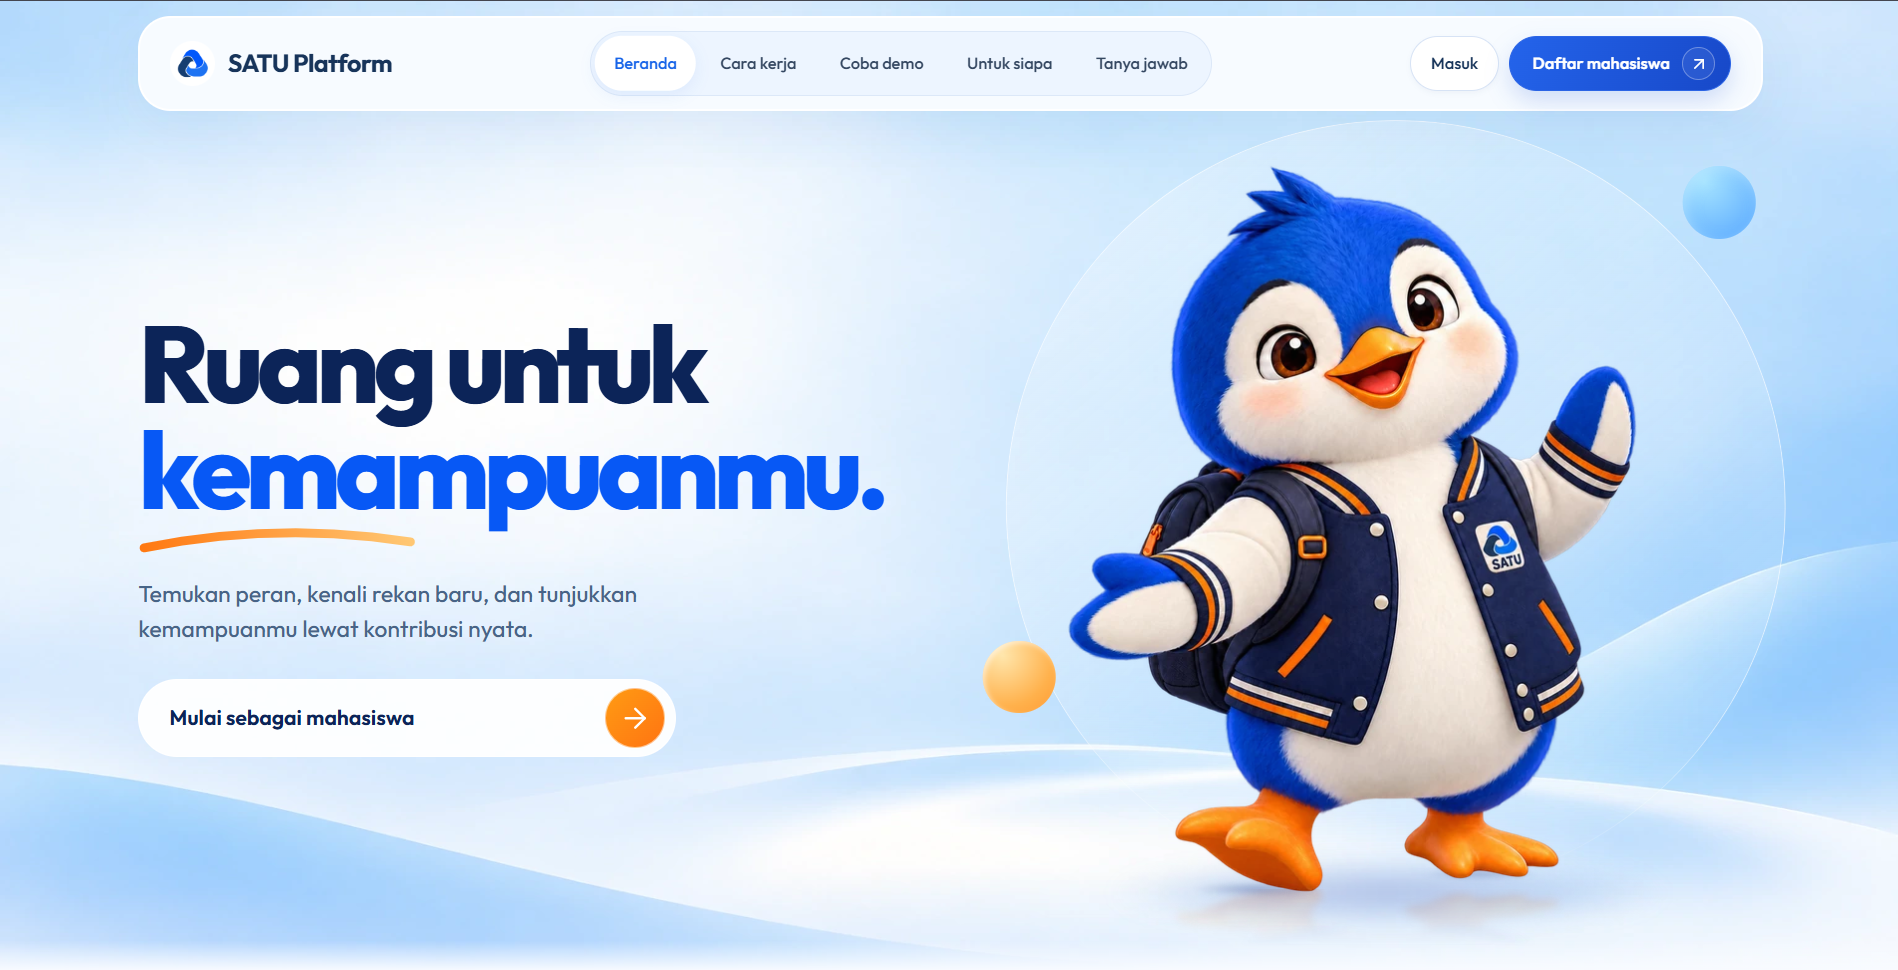 SATU Platform
Beranda
Cara kerja
Coba demo
Untuk siapa
Tanya jawab
Masuk
Daftar mahasiswa
Ruang untuk
kemampuanmu.
Temukan peran, kenali rekan baru, dan tunjukkan
kemampuanmu lewat kontribusi nyata.
Mulai sebagai mahasiswa
SATU